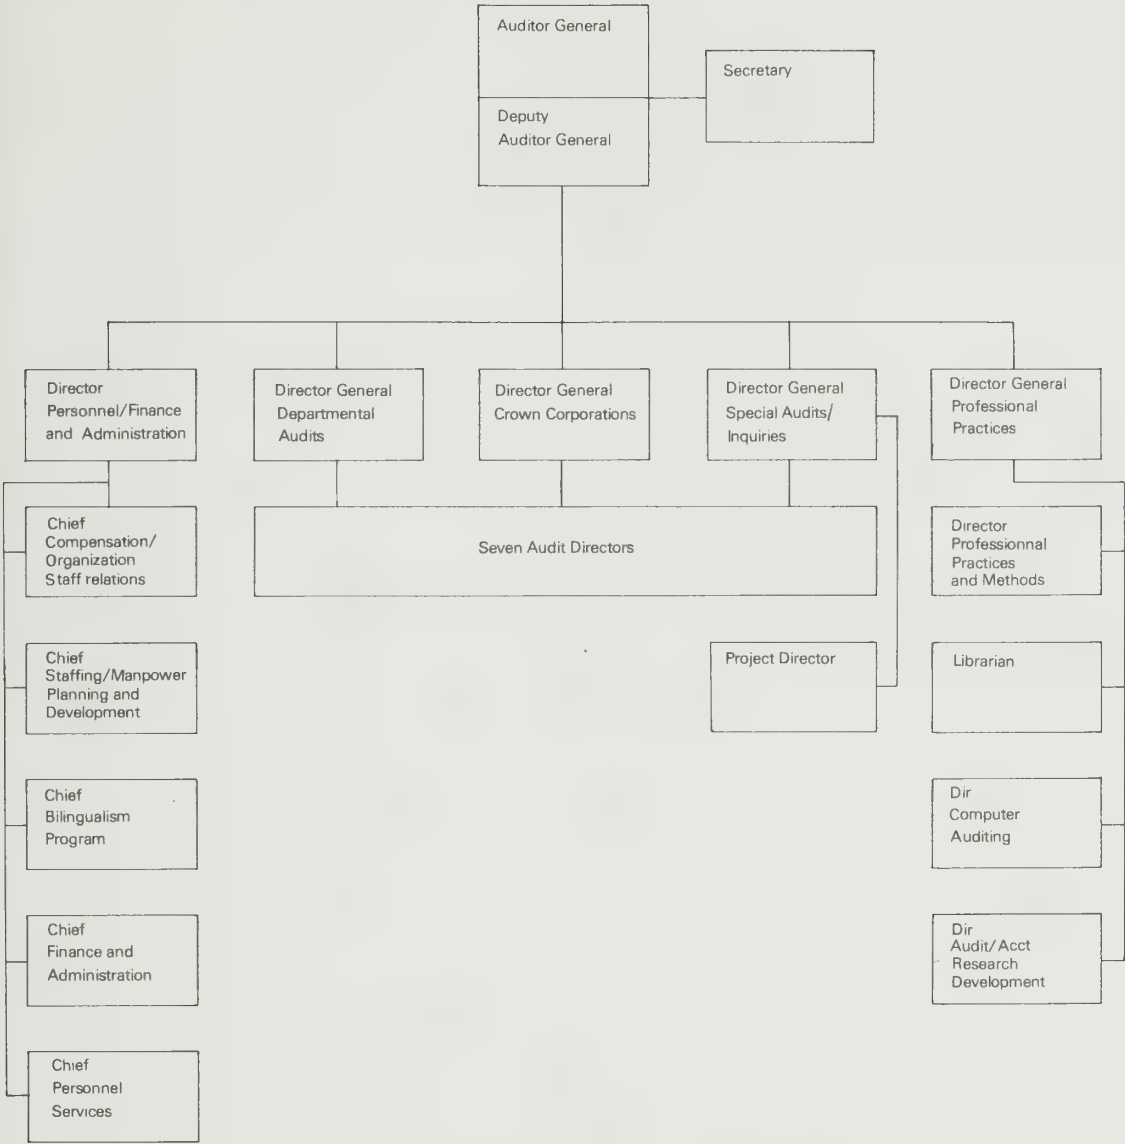 Auditor General
Deputy
Auditor General
Secretary
Director
Personnel/Finance
and Administration
Director General
Departmental
Audits
Director General
Crown Corporations
Director General
Special Audits/
Inquiries
Director General
Professional
Practices
Chief
Compensation/
Organization
Staff relations
Seven Audit Directors
Director
Professionnal
Practices
and Methods
Chief
Staffing/Manpower
Planning and
Development
Project Director
Librarian
Chief
Bilingualism
Program
Dir
Computer
Auditing
Chief
Finance and
Administration
Dir
Audit/Acct
Research
Development
Chief
Personnel
Services